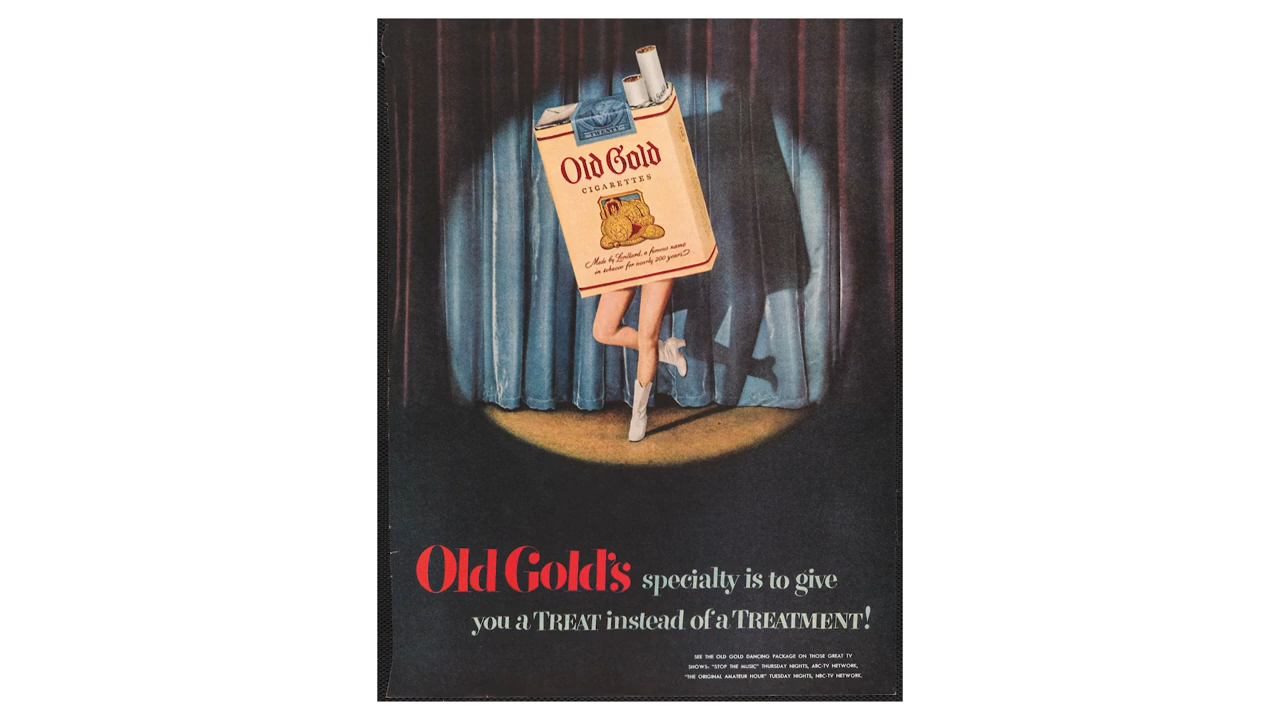 TWENTY
Old Gold
CIGARETTES
Made by Lorillard, a famous name
in tobacco for nearly 200 years
Old Gold's specialty is to give
you a TREAT instead of a TREATMENT!
SEE THE OLD GOLD DANCING PACKAGE ON THOSE GREAT TV
SHOWS: "STOP THE MUSIC" THURSDAY NIGHTS, ABC-TV NETWORK,
"THE ORIGINAL AMATEUR HOUR" TUESDAY NIGHTS, NBC-TV NETWORK.